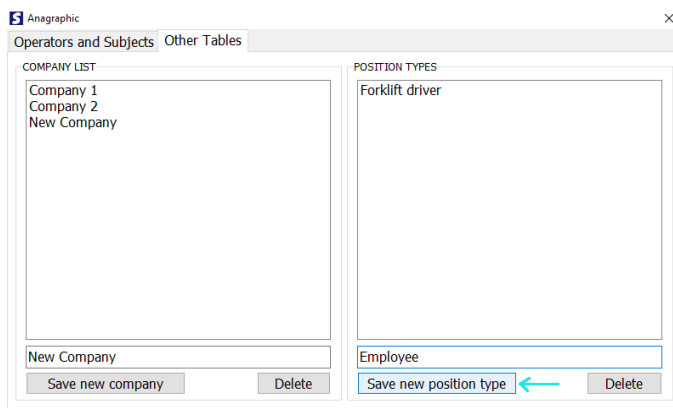 S Anagraphic
Operators and Subjects Other Tables
COMPANY LIST
Company 1
Company 2
New Company
New Company
Save new company Delete
POSITION TYPES
Forklift driver
Employee
Save new position type Delete